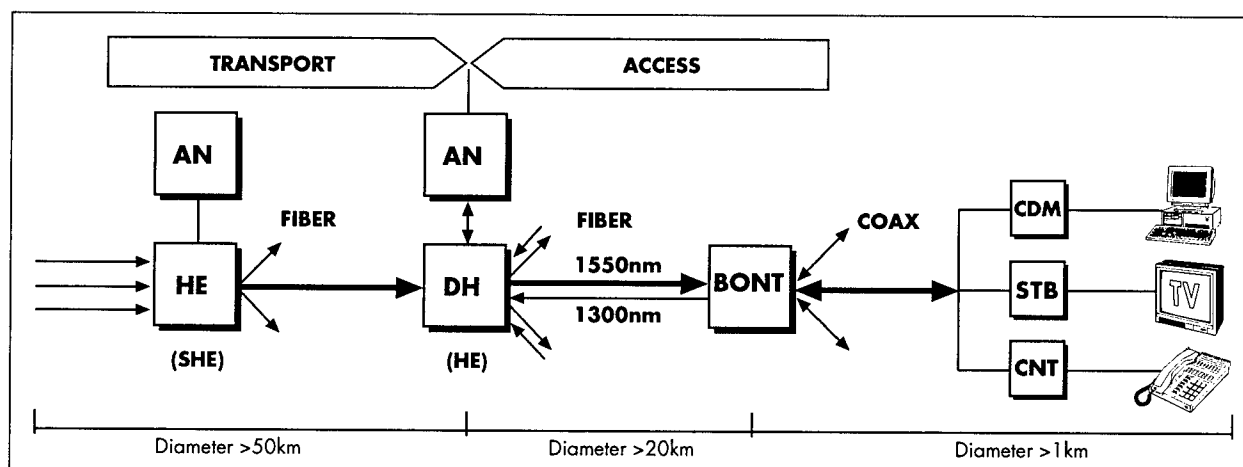 TRANSPORT
ACCESS
AN
AN
FIBER
FIBER
COAX
HE
DH
1550nm
1300nm
BONT
(SHE)
(HE)
CDM
STB
TV
CNT
Diameter >50km
Diameter >20km
Diameter >1km